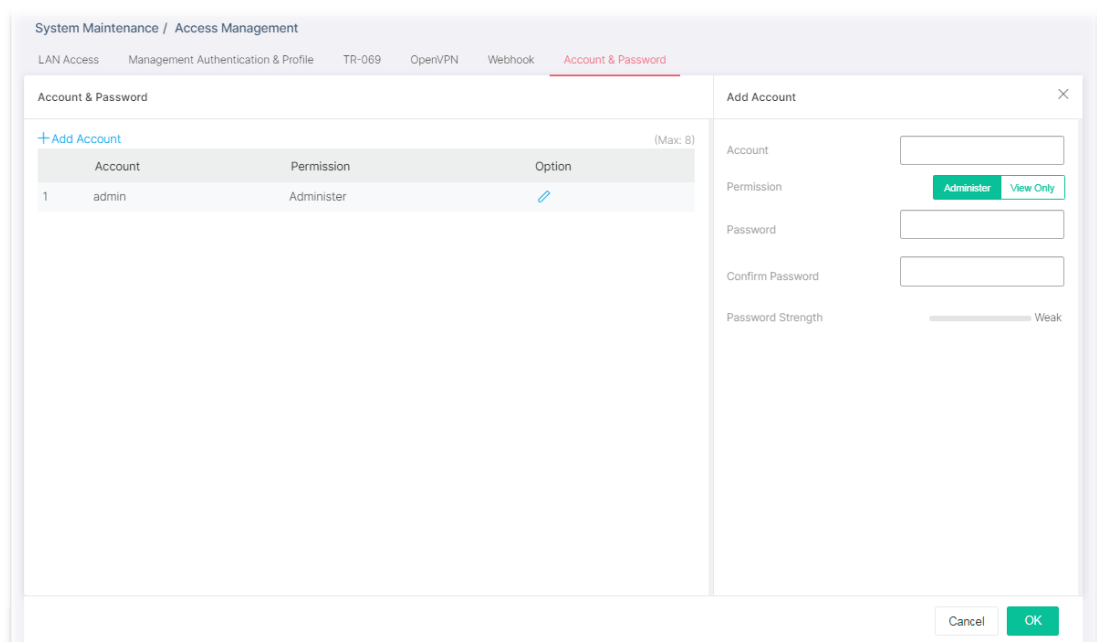 System Maintenance / Access Management
LAN Access Management Authentication & Profile TR-069 OpenVPN Webhook Account & Password
Account & Password
+Add Account (Max: 8)
Account Permission Option
1 admin Administer
Add Account
Account
Permission Administer View Only
Password
Confirm Password
Password Strength Weak
Cancel OK